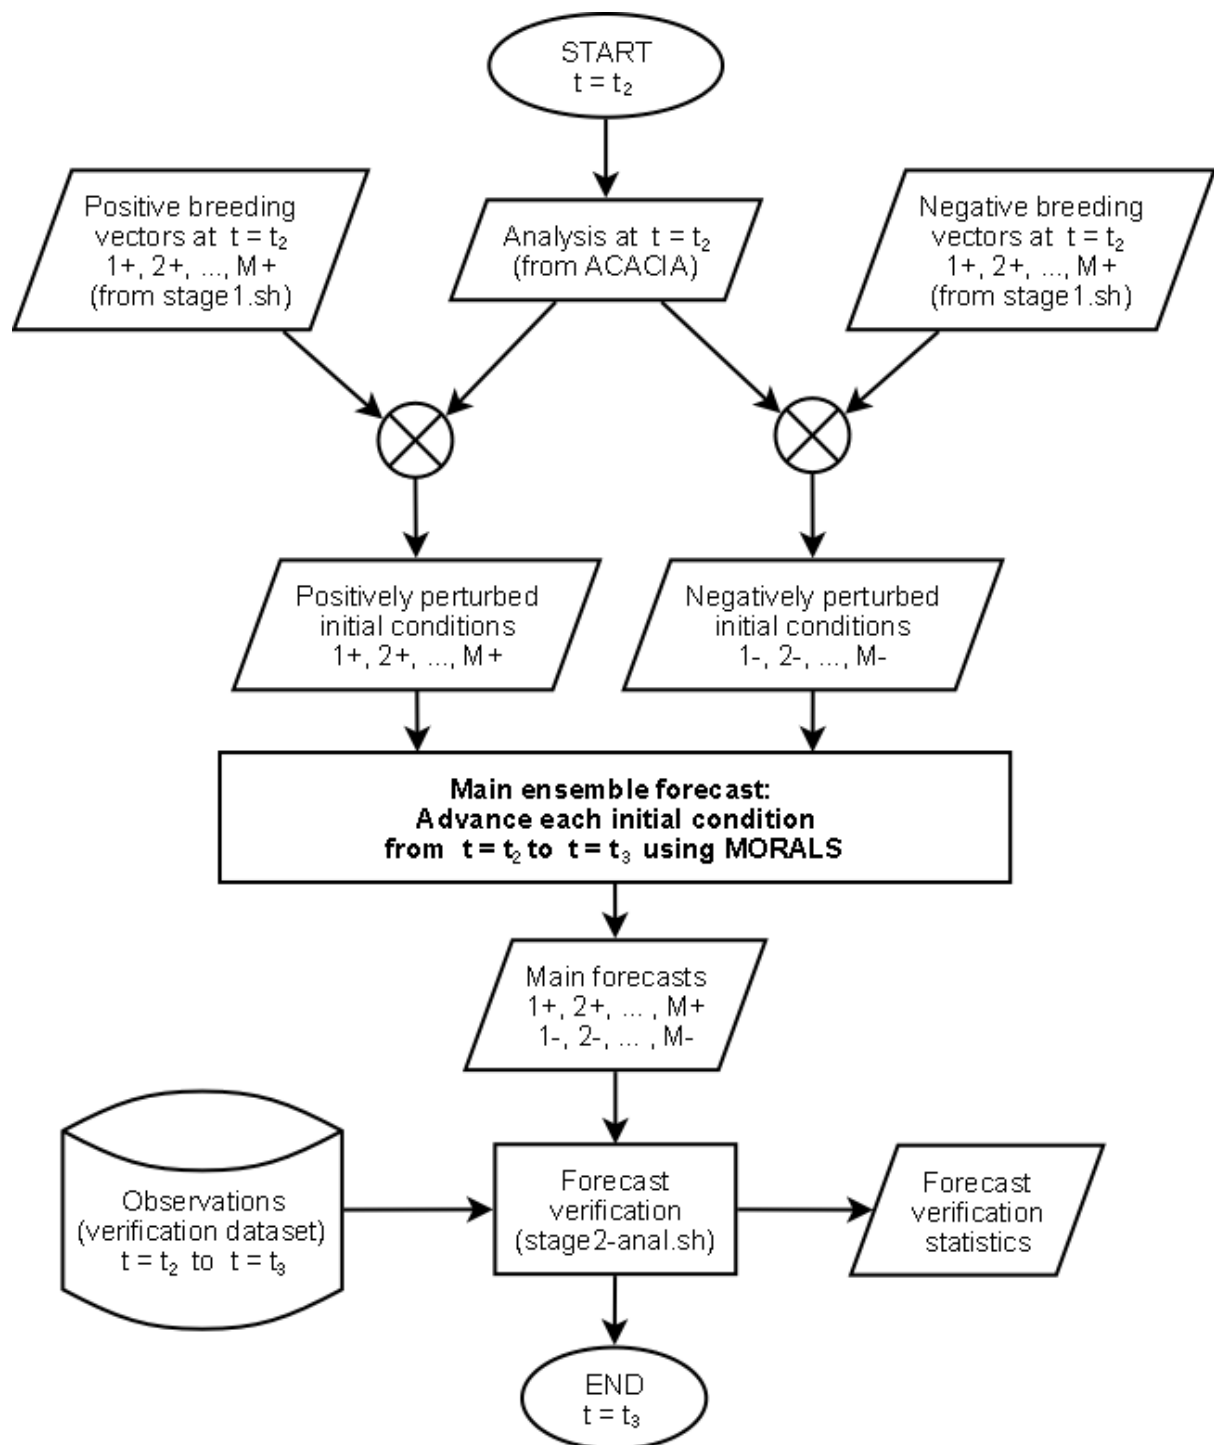 START
t = t₂
Positive breeding
vectors at t = t₂
1+, 2+, ..., M+
(from stage1.sh)
Analysis at t = t₂
(from ACACIA)
Negative breeding
vectors at t = t₂
1+, 2+, ..., M+
(from stage1.sh)
Positively perturbed
initial conditions
1+, 2+, ..., M+
Negatively perturbed
initial conditions
1-, 2-, ..., M-
Main ensemble forecast:
Advance each initial condition
from t = t₂ to t = t₃ using MORALS
Main forecasts
1+, 2+, ... , M+
1-, 2-, ... , M-
Observations
(verification dataset)
t = t₂ to t = t₃
Forecast
verification
(stage2-anal.sh)
Forecast
verification
statistics
END
t = t₃